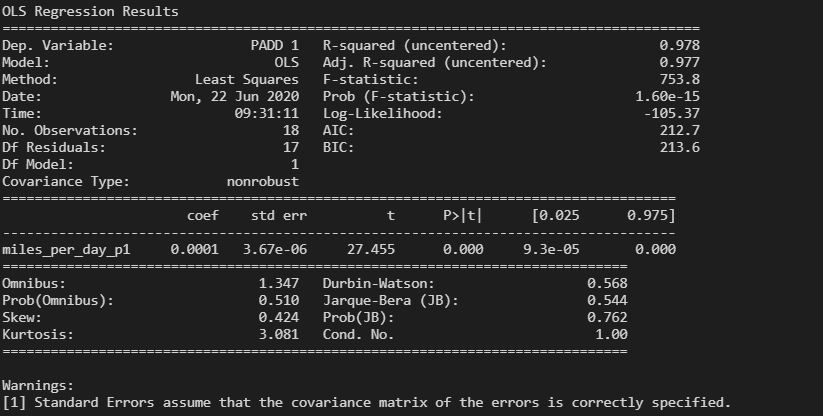 OLS Regression Results
==============================================================================
Dep. Variable: PADD 1 R-squared (uncentered): 0.978
Model: OLS Adj. R-squared (uncentered): 0.977
Method: Least Squares F-statistic: 753.8
Date: Mon, 22 Jun 2020 Prob (F-statistic): 1.60e-15
Time: 09:31:11 Log-Likelihood: -105.37
No. Observations: 18 AIC: 212.7
Df Residuals: 17 BIC: 213.6
Df Model: 1
Covariance Type: nonrobust
==============================================================================
coef std err t P>|t| [0.025 0.975]
------------------------------------------------------------------------------
miles_per_day_p1 0.0001 3.67e-06 27.455 0.000 9.3e-05 0.000
==============================================================================
Omnibus: 1.347 Durbin-Watson: 0.568
Prob(Omnibus): 0.510 Jarque-Bera (JB): 0.544
Skew: 0.424 Prob(JB): 0.762
Kurtosis: 3.081 Cond. No. 1.00
==============================================================================
Warnings:
[1] Standard Errors assume that the covariance matrix of the errors is correctly specified.